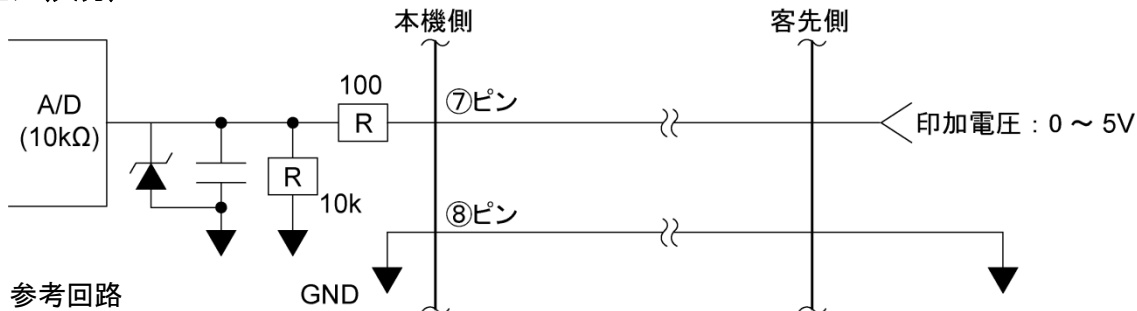 本機側
客先側
A/D
(10kΩ)
100
R
⑦ピン
印加電圧：0 ～ 5V
R
10k
⑧ピン
参考回路
GND